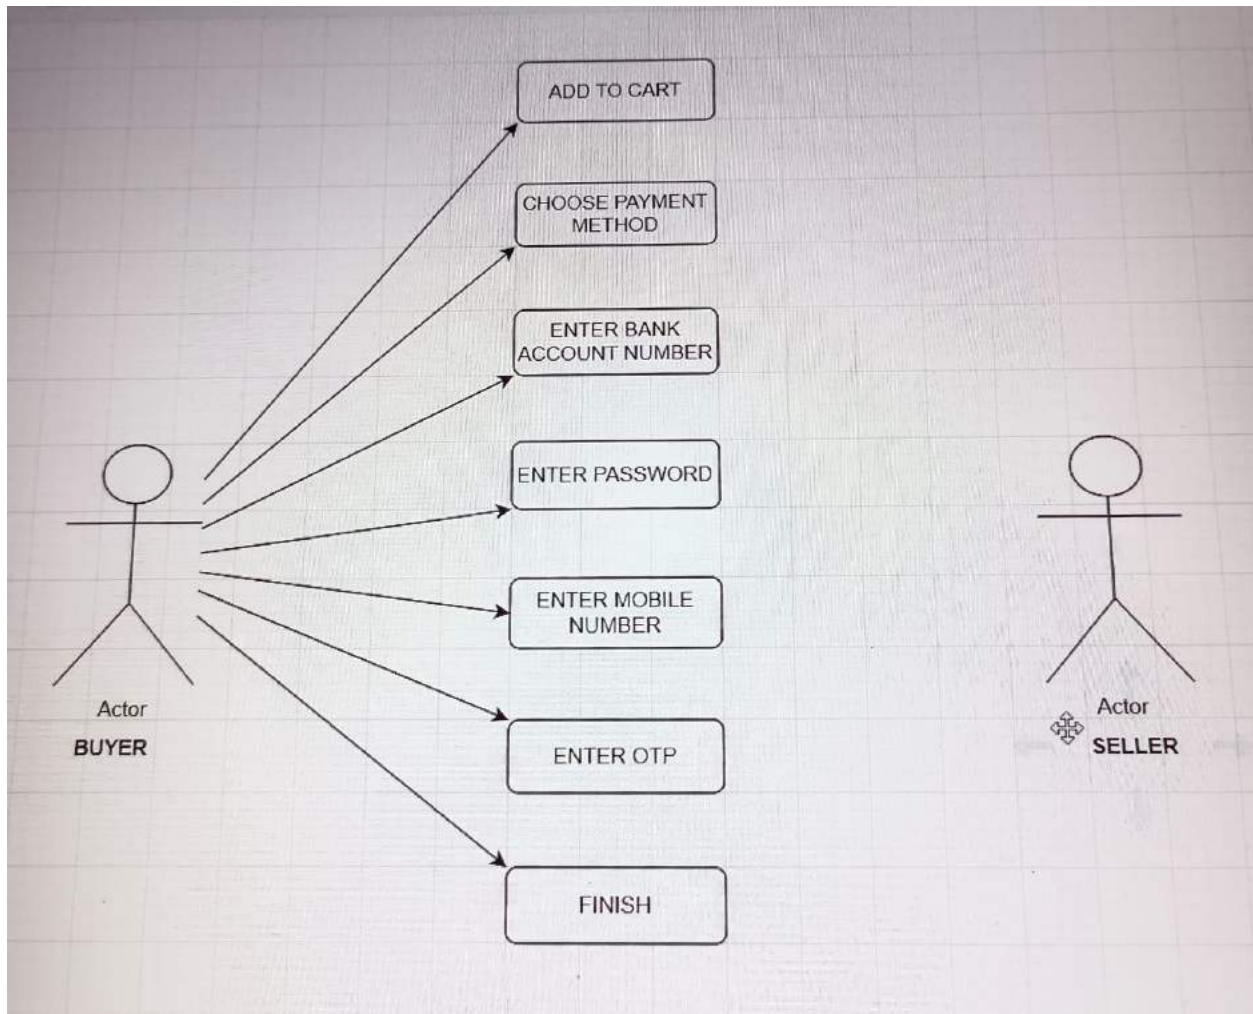 ADD TO CART
CHOOSE PAYMENT
METHOD
ENTER BANK
ACCOUNT NUMBER
ENTER PASSWORD
ENTER MOBILE
NUMBER
ENTER OTP
FINISH
Actor
BUYER
Actor
SELLER